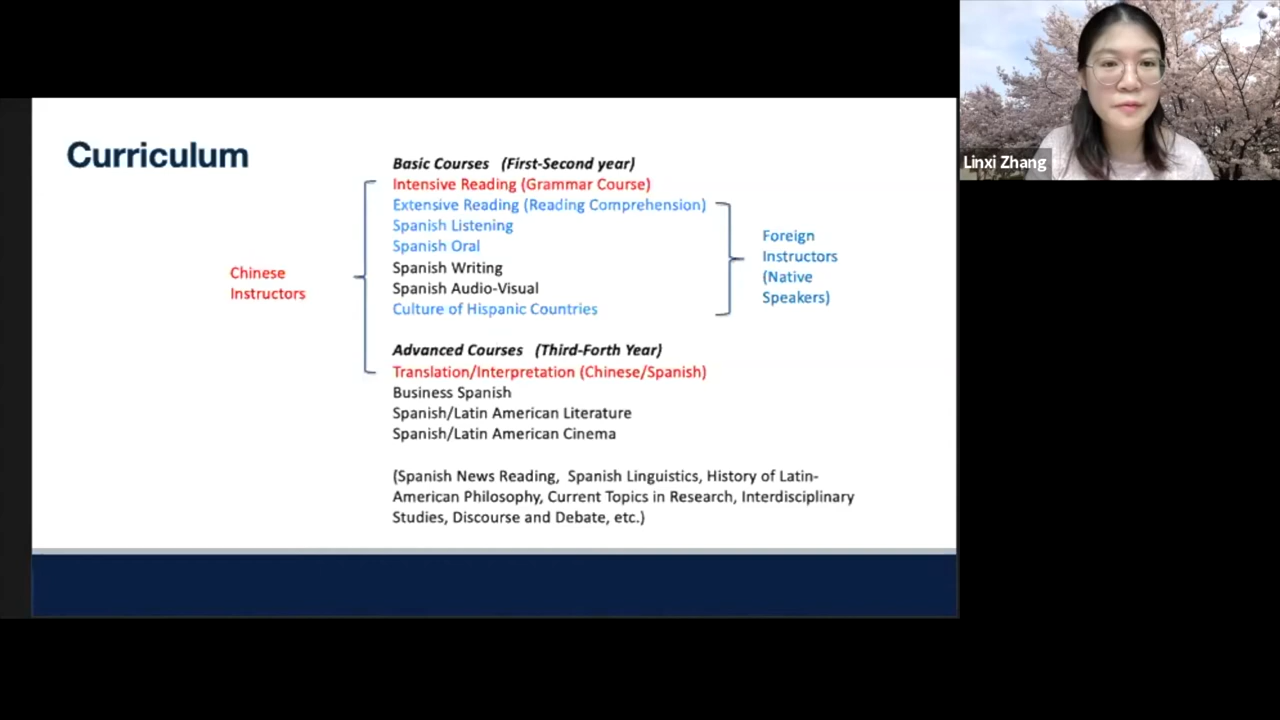 Curriculum
Basic Courses (First-Second year)
Intensive Reading (Grammar Course)
Extensive Reading (Reading Comprehension)
Spanish Listening
Spanish Oral
Spanish Writing
Spanish Audio-Visual
Culture of Hispanic Countries
Chinese
Instructors
Foreign
Instructors
(Native
Speakers)
Advanced Courses (Third-Forth Year)
Translation/Interpretation (Chinese/Spanish)
Business Spanish
Spanish/Latin American Literature
Spanish/Latin American Cinema
(Spanish News Reading, Spanish Linguistics, History of Latin-
American Philosophy, Current Topics in Research, Interdisciplinary
Studies, Discourse and Debate, etc.)
Linxi Zhang